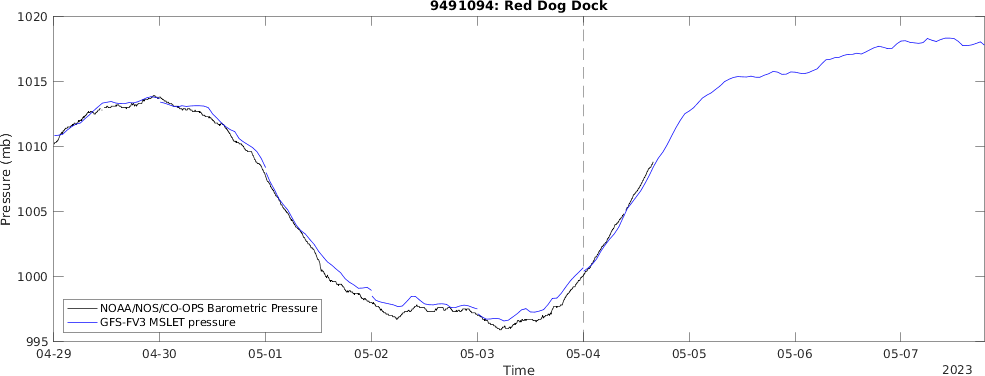 9491094: Red Dog Dock
1020
1015
1010
1005
1000
995
Pressure (mb)
NOAA/NOS/CO-OPS Barometric Pressure
GFS-FV3 MSLET pressure
04-29 04-30 05-01 05-02 05-03 05-04 05-05 05-06 05-07
Time
2023